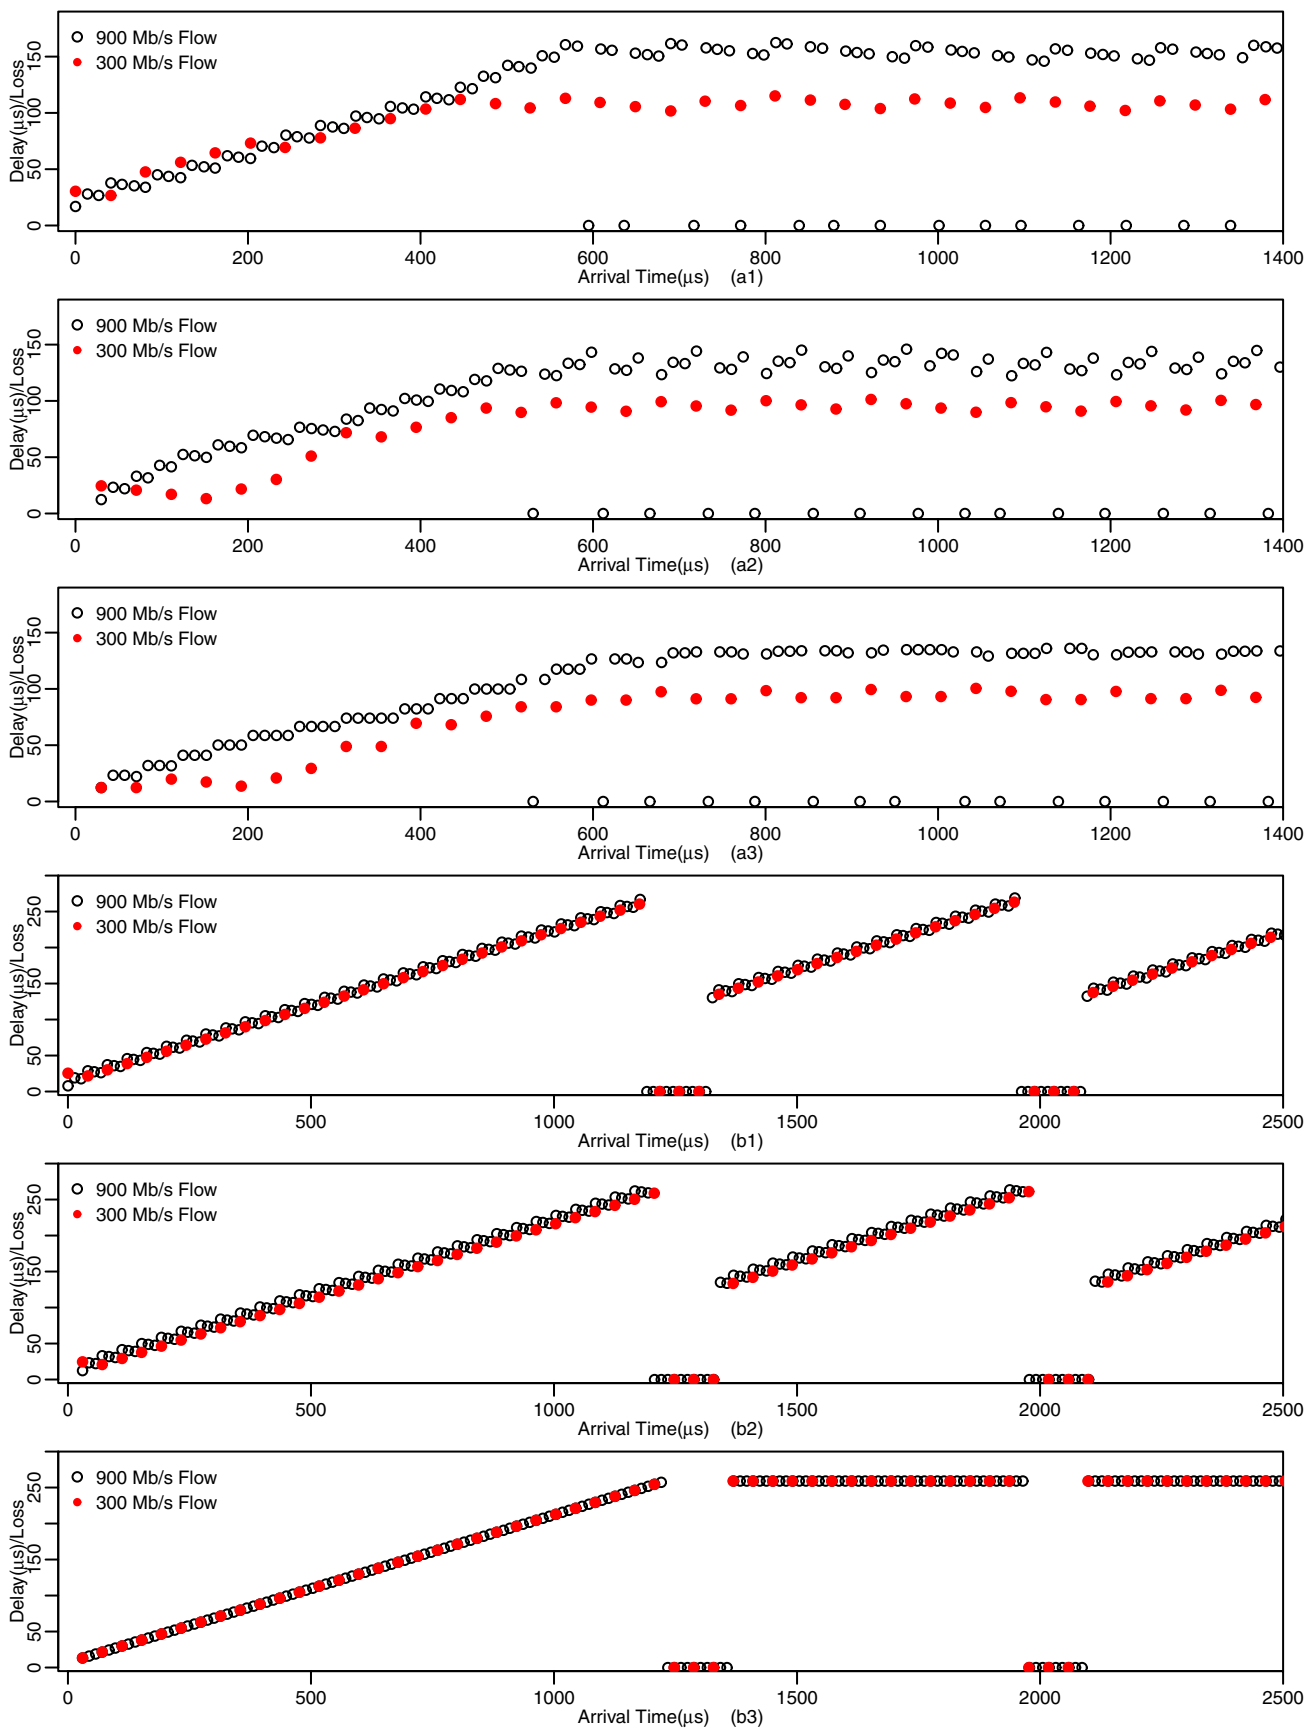 900 Mb/s Flow
300 Mb/s Flow
Delay(μs)/Loss
0 50 100 150
0 200 400 600 800 1000 1200 1400
Arrival Time(μs) (a1)
900 Mb/s Flow
300 Mb/s Flow
Delay(μs)/Loss
0 50 100 150
0 200 400 600 800 1000 1200 1400
Arrival Time(μs) (a2)
900 Mb/s Flow
300 Mb/s Flow
Delay(μs)/Loss
0 50 100 150
0 200 400 600 800 1000 1200 1400
Arrival Time(μs) (a3)
900 Mb/s Flow
300 Mb/s Flow
Delay(μs)/Loss
0 50 150 250
0 500 1000 1500 2000 2500
Arrival Time(μs) (b1)
900 Mb/s Flow
300 Mb/s Flow
Delay(μs)/Loss
0 50 150 250
0 500 1000 1500 2000 2500
Arrival Time(μs) (b2)
900 Mb/s Flow
300 Mb/s Flow
Delay(μs)/Loss
0 50 150 250
0 500 1000 1500 2000 2500
Arrival Time(μs) (b3)